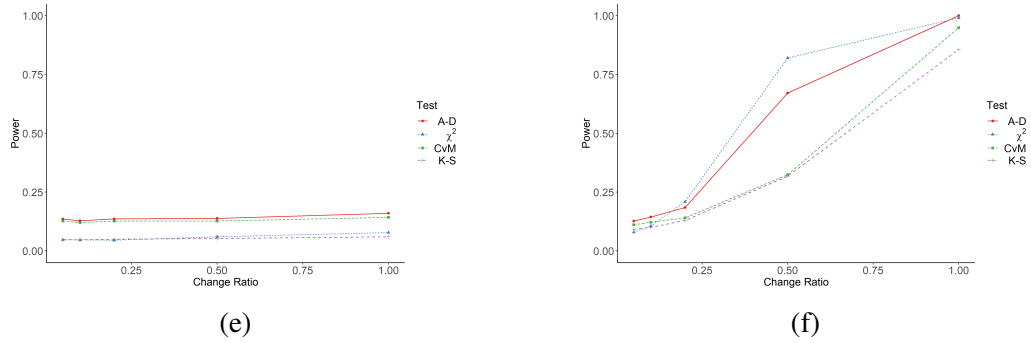 1.00
0.75
0.50
0.25
0.00
Power
0.25
0.50
0.75
1.00
Change Ratio
Test
A-D
χ²
CvM
K-S
(e)
1.00
0.75
0.50
0.25
0.00
Power
0.25
0.50
0.75
1.00
Change Ratio
Test
A-D
χ²
CvM
K-S
(f)